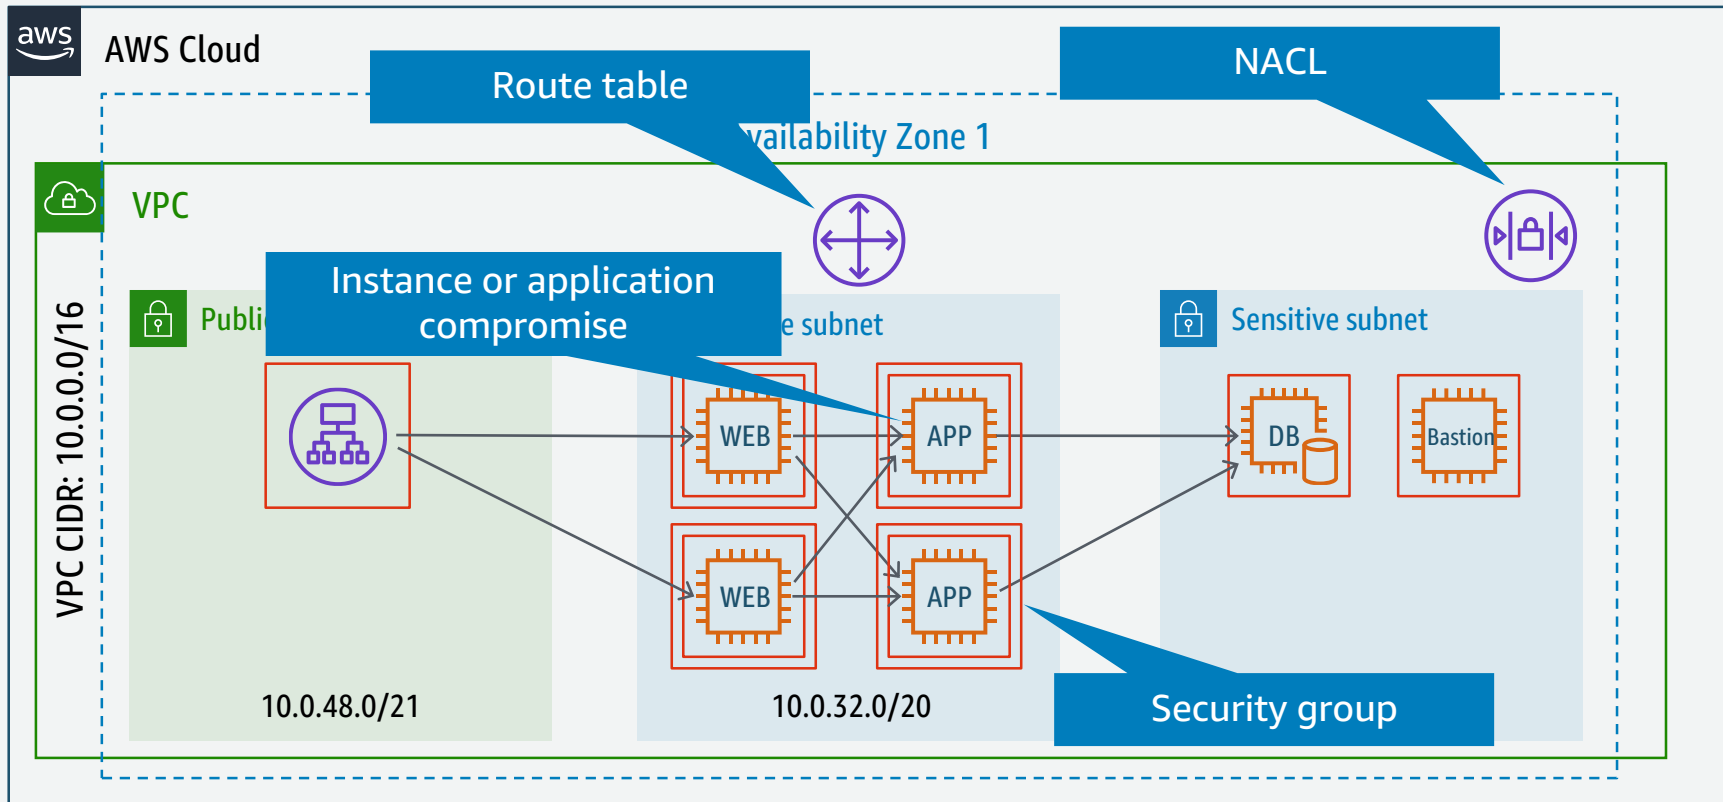 aws
AWS Cloud
Route table
NACL
vailability Zone 1
VPC
Instance or application
compromise
Publi
e subnet
Sensitive subnet
VPC CIDR: 10.0.0.0/16
WEB
APP
DB
Bastion
WEB
APP
10.0.48.0/21
10.0.32.0/20
Security group